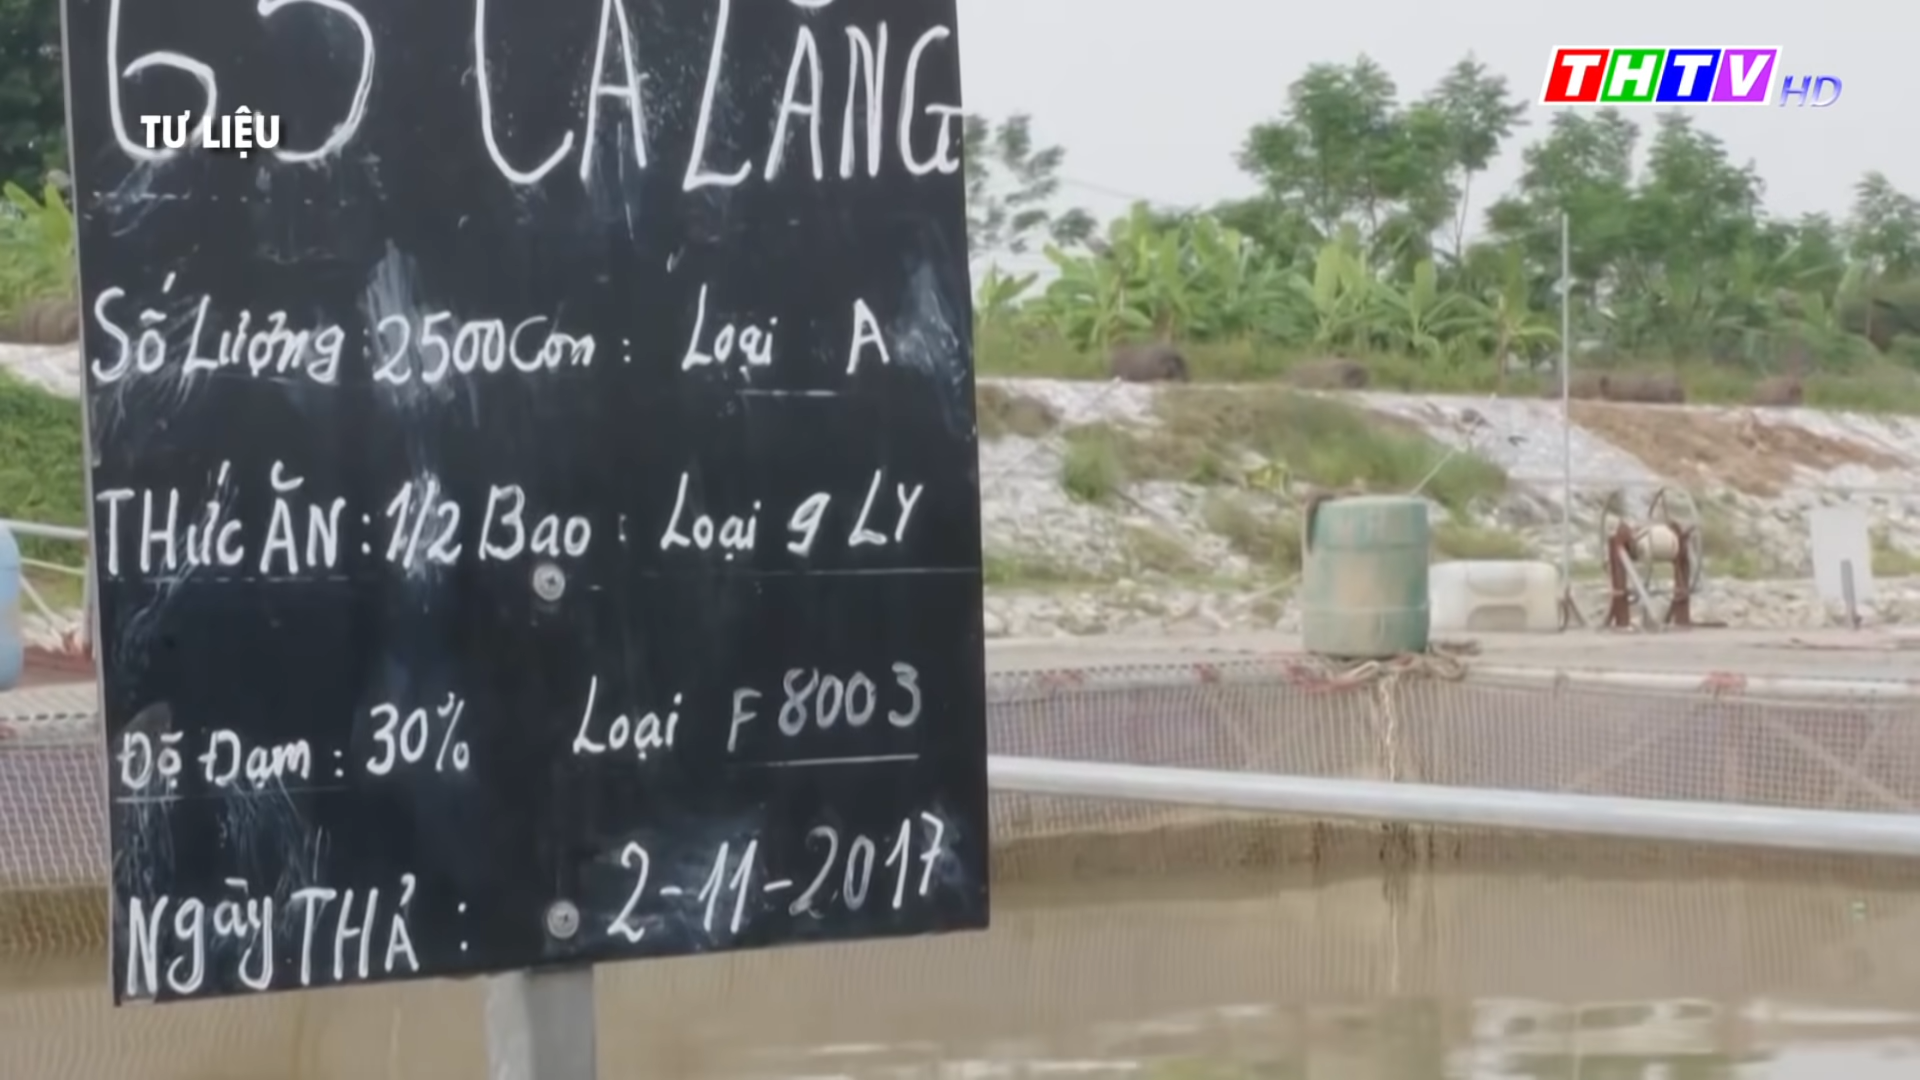 THTV HD
TƯ LIỆU
CÁ LĂNG
Số Lượng : 2500 Con : Loại A
THức ĂN : 1/2 Bao : Loại 9 LY
Độ Đạm : 30% Loại F 8003
Ngày THẢ : 2-11-2017